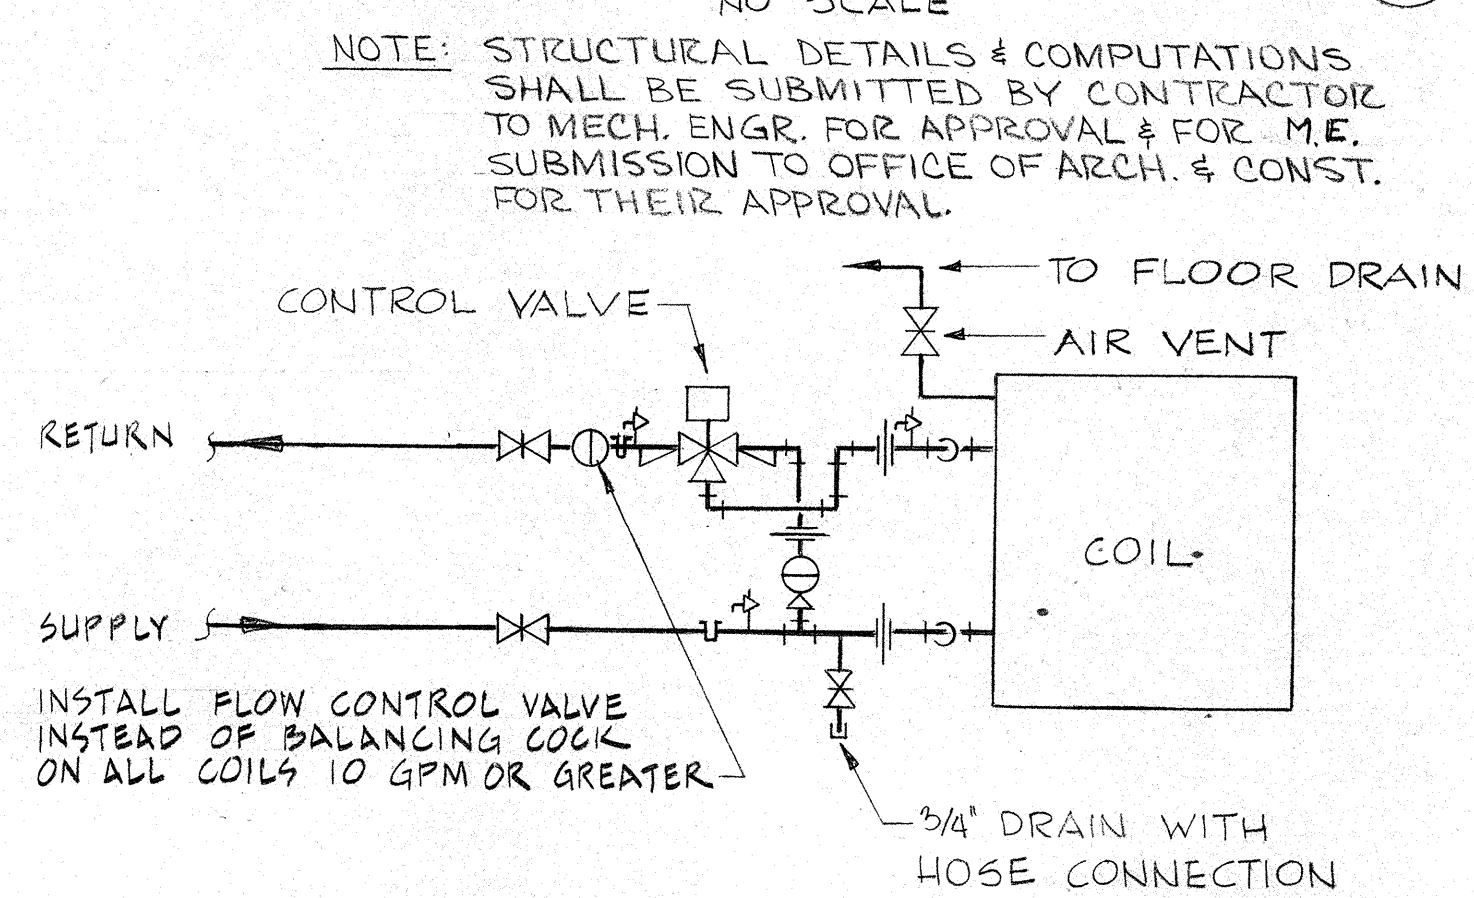 NO SCALE
NOTE: STRUCTURAL DETAILS & COMPUTATIONS
SHALL BE SUBMITTED BY CONTRACTOR
TO MECH. ENGR. FOR APPROVAL & FOR M.E.
SUBMISSION TO OFFICE OF ARCH. & CONST.
FOR THEIR APPROVAL.
TO FLOOR DRAIN
CONTROL VALVE
AIR VENT
RETURN
COIL
SUPPLY
INSTALL FLOW CONTROL VALVE
INSTEAD OF BALANCING COCK
ON ALL COILS 10 GPM OR GREATER
3/4" DRAIN WITH
HOSE CONNECTION